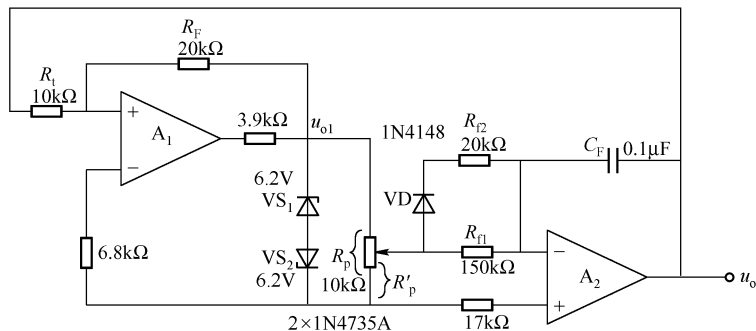 R_F
20kΩ
R_t
10kΩ
+
A_1
−
3.9kΩ
u_o1
1N4148
R_f2
20kΩ
C_F
0.1μF
6.2V
VS_1
VD
6.8kΩ
VS_2
6.2V
R_p
10kΩ
R'_p
R_f1
150kΩ
−
A_2
+
u_o
17kΩ
2×1N4735A